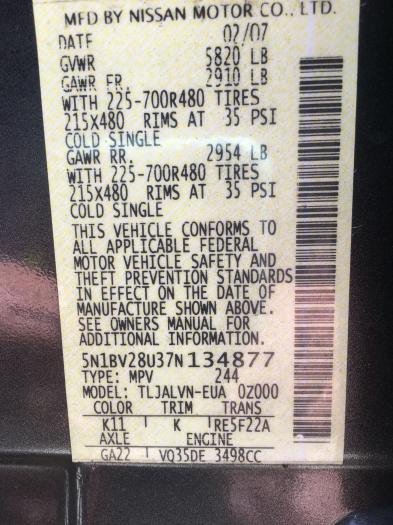 MFD BY NISSAN MOTOR CO., LTD.
DATE 02/07
GVWR 5820 LB
GAWR FR. 2910 LB
WITH 225-700R480 TIRES
215X480 RIMS AT 35 PSI
COLD SINGLE
GAWR RR. 2954 LB
WITH 225-700R480 TIRES
215X480 RIMS AT 35 PSI
COLD SINGLE
THIS VEHICLE CONFORMS TO
ALL APPLICABLE FEDERAL
MOTOR VEHICLE SAFETY AND
THEFT PREVENTION STANDARDS
IN EFFECT ON THE DATE OF
MANUFACTURE SHOWN ABOVE.
SEE OWNERS MANUAL FOR
ADDITIONAL INFORMATION.
5N1BV28U37N134877
TYPE: MPV 244
MODEL: TLJALVN-EUA 0Z000
COLOR TRIM TRANS
K11 K RE5F22A
AXLE ENGINE
GA22 VQ35DE 3498CC